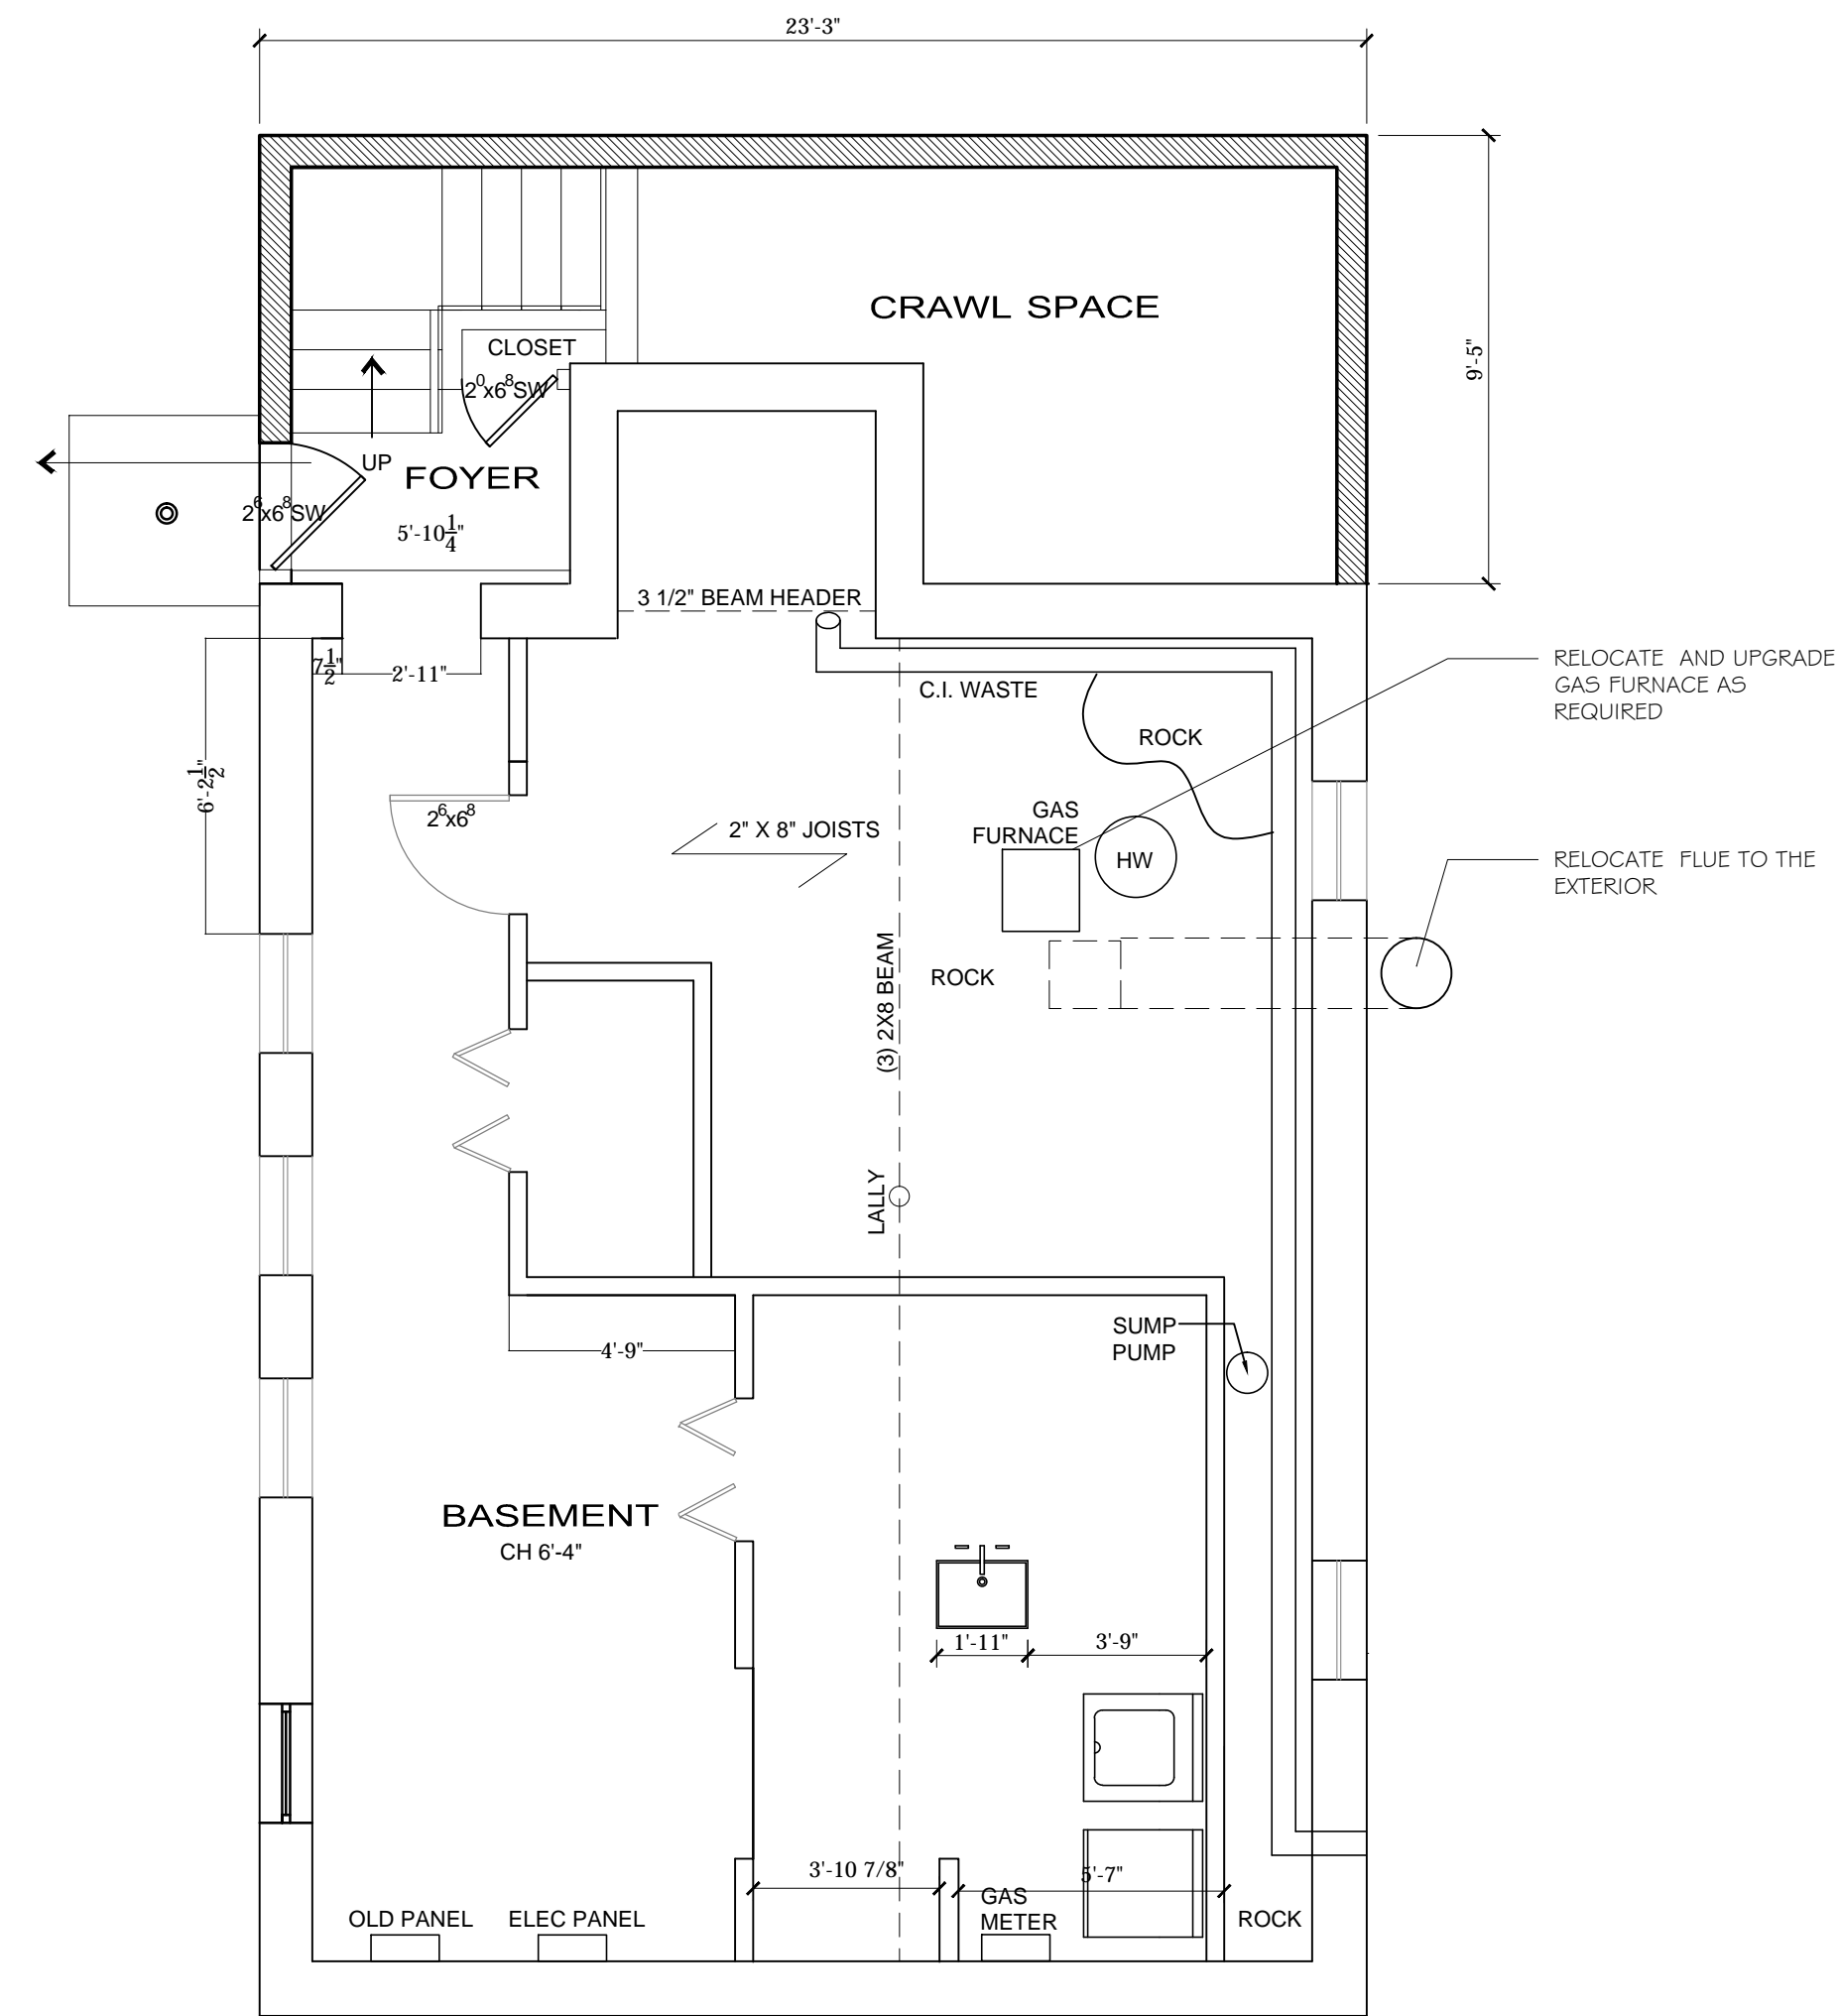 23'-3"
CRAWL SPACE
9'-5"
CLOSET
2⁰x6⁸SW
UP
FOYER
2⁶x6⁸SW
5'-10 1/4"
3 1/2" BEAM HEADER
7 1/2"
2'-11"
C.I. WASTE
RELOCATE AND UPGRADE
GAS FURNACE AS
REQUIRED
ROCK
6'-2 1/2"
2⁶x6⁸
2" X 8" JOISTS
GAS
FURNACE
HW
RELOCATE FLUE TO THE
EXTERIOR
(3) 2X8 BEAM
ROCK
LALLY
SUMP
PUMP
4'-9"
BASEMENT
CH 6'-4"
1'-11"
3'-9"
3'-10 7/8"
5'-7"
GAS
METER
OLD PANEL
ELEC PANEL
ROCK